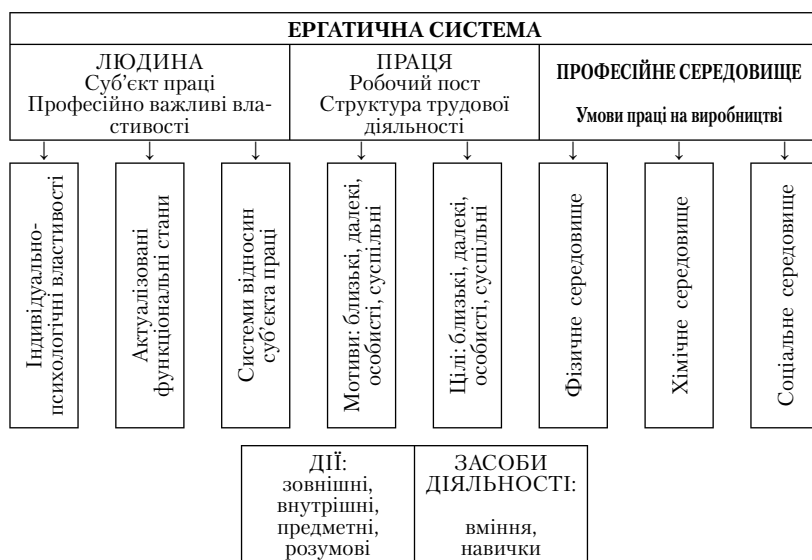 ЕРГАТИЧНА СИСТЕМА
ЛЮДИНА
Суб’єкт праці
Професійно важливі вла-
стивості
ПРАЦЯ
Робочий пост
Структура трудової
діяльності
ПРОФЕСІЙНЕ СЕРЕДОВИЩЕ
Умови праці на виробництві
Індивідуально-
психологічні властивості
Актуалізовані
функціональні стани
Системи відносин
суб’єкта праці
Мотиви: близькі, далекі,
особисті, суспільні
Цілі: близькі, далекі,
особисті, суспільні
Фізичне середовище
Хімічне середовище
Соціальне середовище
ДІЇ:
зовнішні,
внутрішні,
предметні,
розумові
ЗАСОБИ
ДІЯЛЬНОСТІ:
вміння,
навички